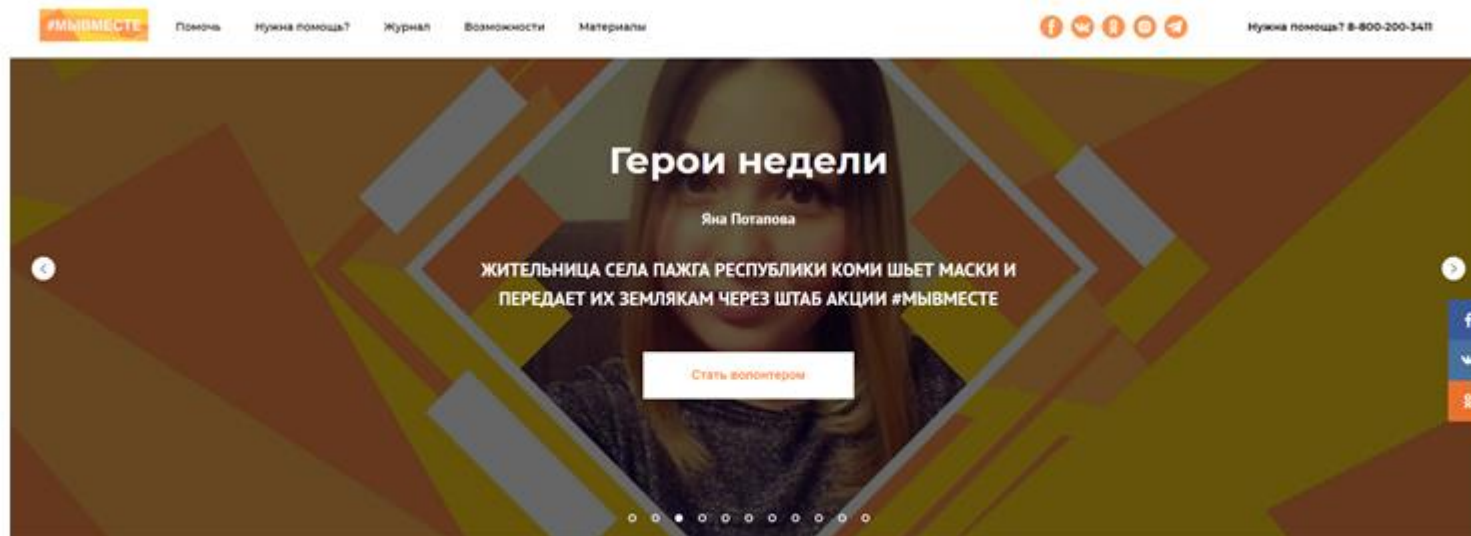 #МЫВМЕСТЕ
Помочь
Нужна помощь?
Журнал
Возможности
Материалы
Нужна помощь? 8-800-200-3411
Герои недели
Яна Потапова
ЖИТЕЛЬНИЦА СЕЛА ПАЖГА РЕСПУБЛИКИ КОМИ ШЬЕТ МАСКИ И
ПЕРЕДАЕТ ИХ ЗЕМЛЯКАМ ЧЕРЕЗ ШТАБ АКЦИИ #МЫВМЕСТЕ
Стать волонтером